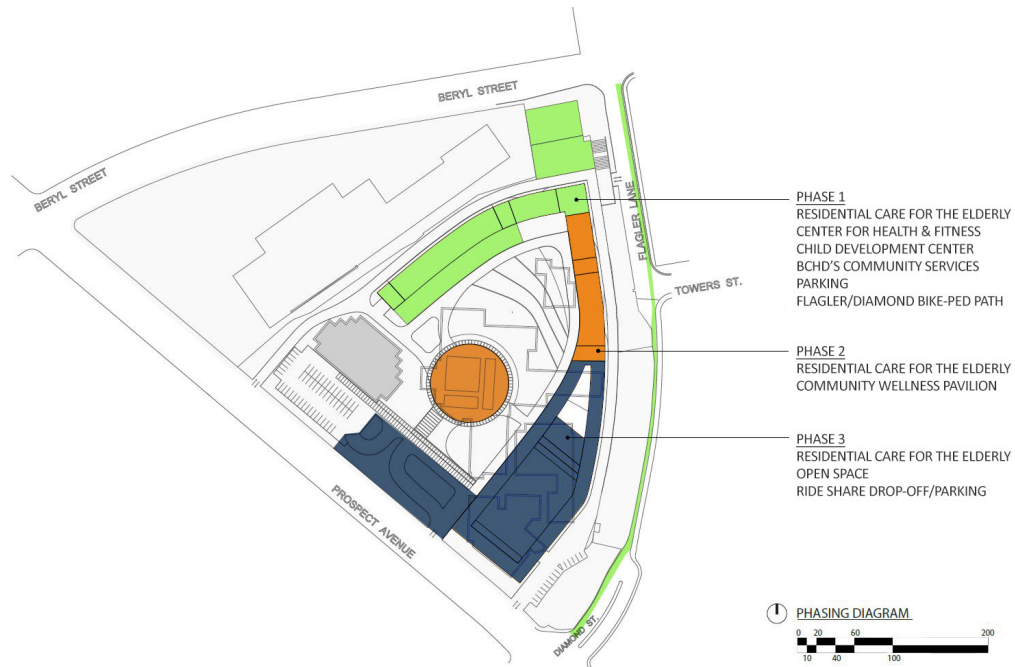 BERYL STREET
BERYL STREET
FLAGLER LANE
TOWERS ST.
PROSPECT AVENUE
DIAMOND ST.
PHASE 1
RESIDENTIAL CARE FOR THE ELDERLY
CENTER FOR HEALTH & FITNESS
CHILD DEVELOPMENT CENTER
BCHD'S COMMUNITY SERVICES
PARKING
FLAGLER/DIAMOND BIKE-PED PATH
PHASE 2
RESIDENTIAL CARE FOR THE ELDERLY
COMMUNITY WELLNESS PAVILION
PHASE 3
RESIDENTIAL CARE FOR THE ELDERLY
OPEN SPACE
RIDE SHARE DROP-OFF/PARKING
PHASING DIAGRAM
0 20 60 200
10 40 100